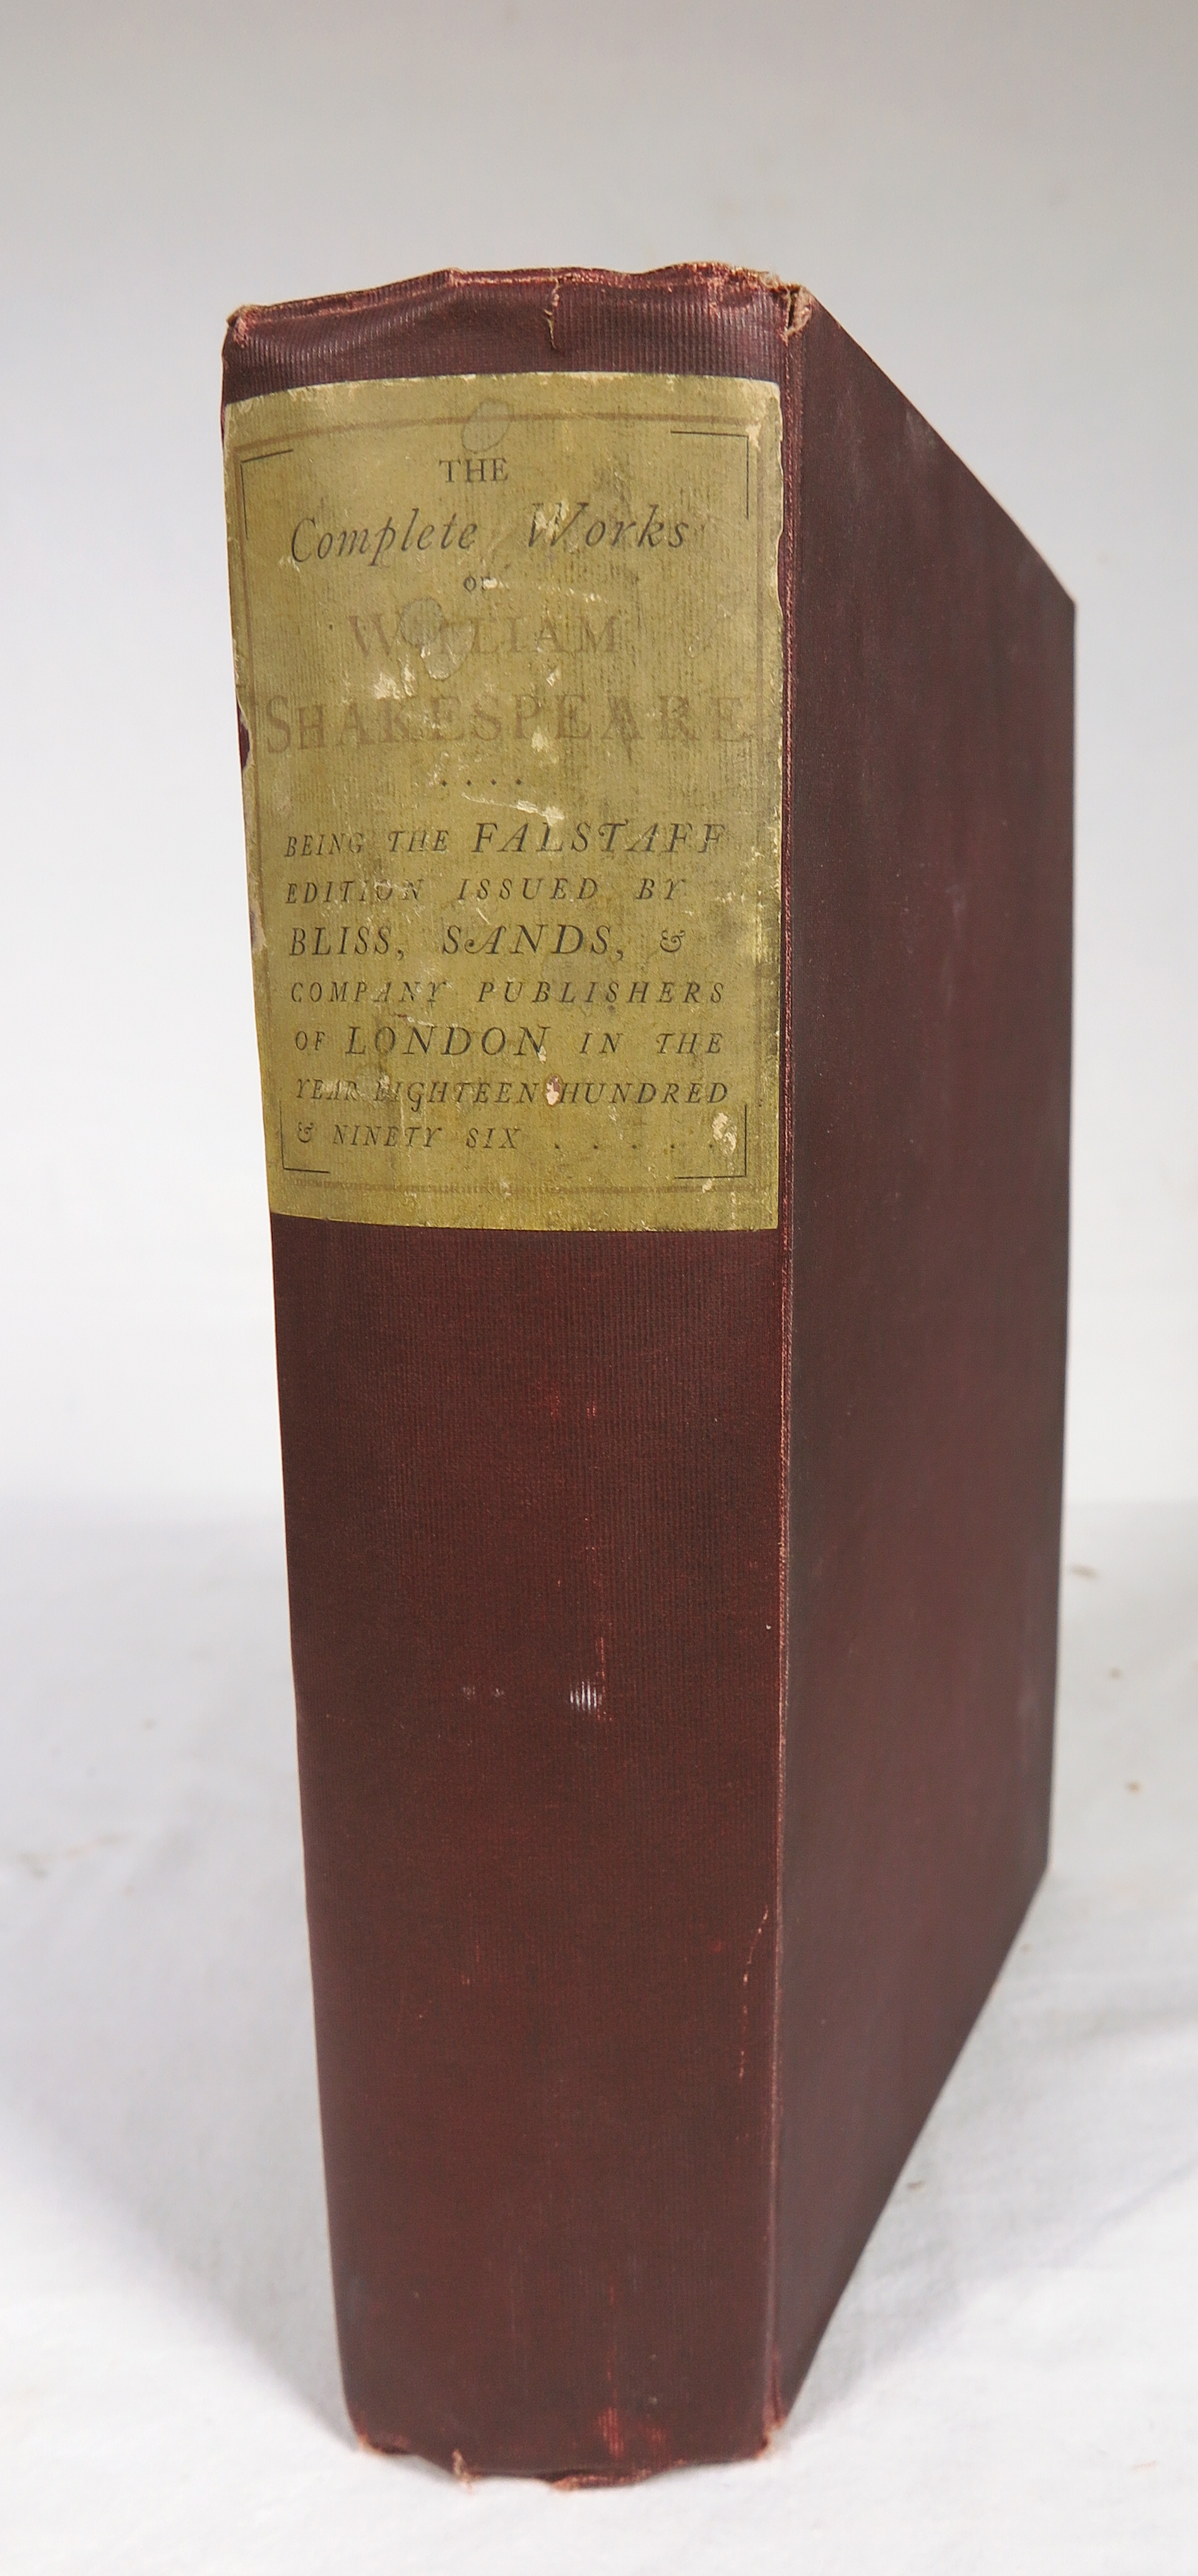 THE
Complete Works
OF
WILLIAM
SHAKESPEARE
. . . .
BEING THE FALSTAFF
EDITION ISSUED BY
BLISS, SANDS, &
COMPANY PUBLISHERS
OF LONDON IN THE
YEAR EIGHTEEN HUNDRED
& NINETY SIX . . . . .